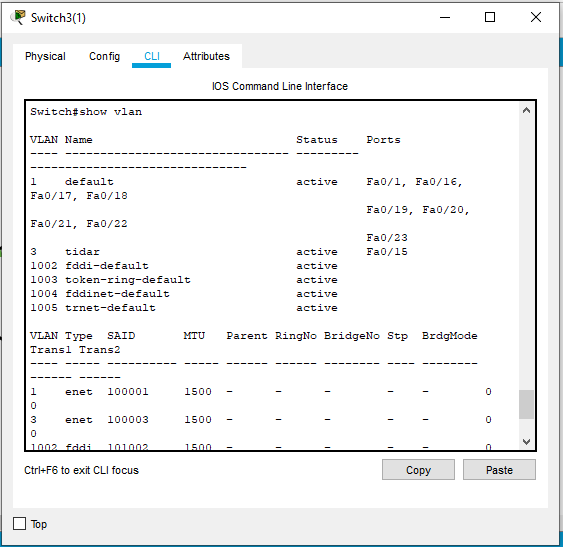 Switch3(1)
Physical Config CLI Attributes
IOS Command Line Interface
Switch#show vlan
VLAN Name                             Status    Ports
---- -------------------------------- --------- -------------------------------
1    default                          active    Fa0/1, Fa0/16,
Fa0/17, Fa0/18
                                                Fa0/19, Fa0/20,
Fa0/21, Fa0/22
                                                Fa0/23
3    tidar                            active    Fa0/15
1002 fddi-default                     active
1003 token-ring-default               active
1004 fddinet-default                  active
1005 trnet-default                    active
VLAN Type  SAID       MTU   Parent RingNo BridgeNo Stp  BrdgMode
Trans1 Trans2
---- ----- ---------- ----- ------ ------ -------- ---- --------
------ ------
1    enet  100001     1500  -      -      -        -    -        0
0
3    enet  100003     1500  -      -      -        -    -        0
0
1002 fddi  101002     1500  -      -      -        -    -        0
Ctrl+F6 to exit CLI focus
Copy Paste
Top